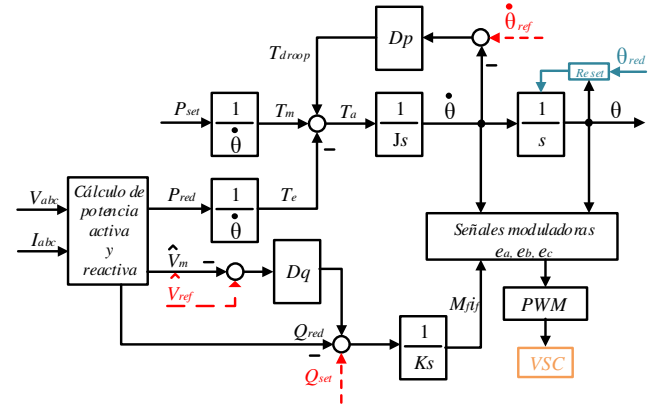 θ̇ref
Dp
Tdroop
θred
Reset
Pset
1
θ̇
Tm
Ta
1
Js
θ̇
1
s
θ
Vabc
Iabc
Cálculo de
potencia
activa
y
reactiva
Pred
1
θ̇
Te
Señales moduladoras
ea, eb, ec
V̂m
V̂ref
Dq
Mfif
PWM
Qred
1
Ks
VSC
Qset